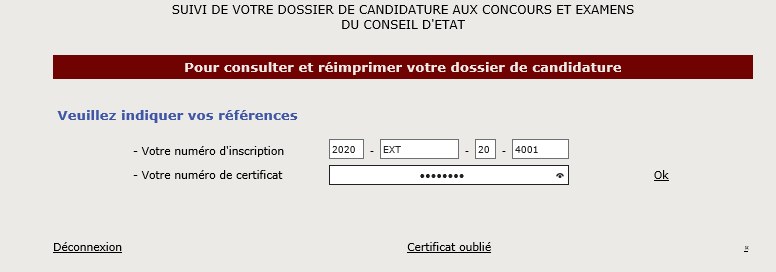 SUIVI DE VOTRE DOSSIER DE CANDIDATURE AUX CONCOURS ET EXAMENS
DU CONSEIL D'ETAT
Pour consulter et réimprimer votre dossier de candidature
Veuillez indiquer vos références
- Votre numéro d'inscription 2020 - EXT - 20 - 4001
- Votre numéro de certificat •••••••• Ok
Déconnexion Certificat oublié